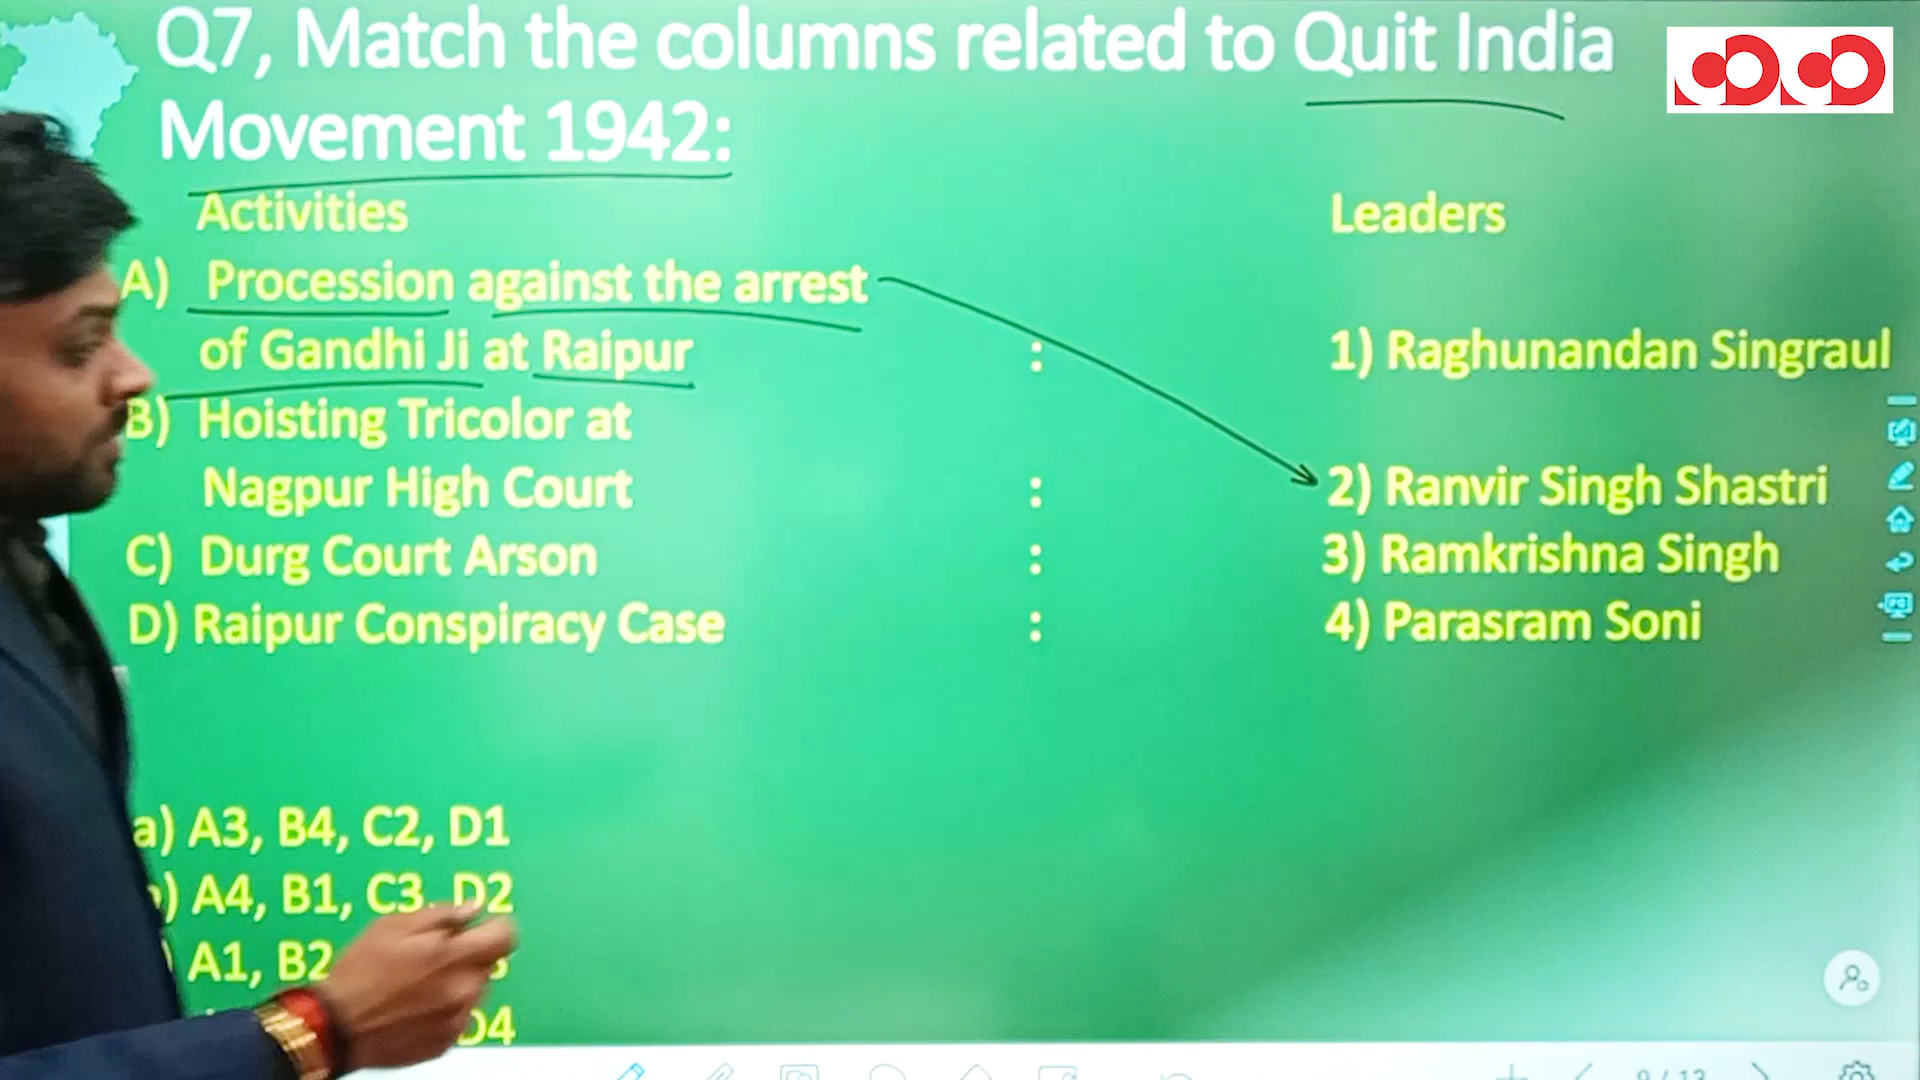 Q7, Match the columns related to Quit India
Movement 1942:
Activities
Leaders
A) Procession against the arrest
of Gandhi Ji at Raipur : 1) Raghunandan Singraul
B) Hoisting Tricolor at
Nagpur High Court : 2) Ranvir Singh Shastri
C) Durg Court Arson : 3) Ramkrishna Singh
D) Raipur Conspiracy Case : 4) Parasram Soni
a) A3, B4, C2, D1
) A4, B1, C3, D2
A1, B2
D4
9 / 13